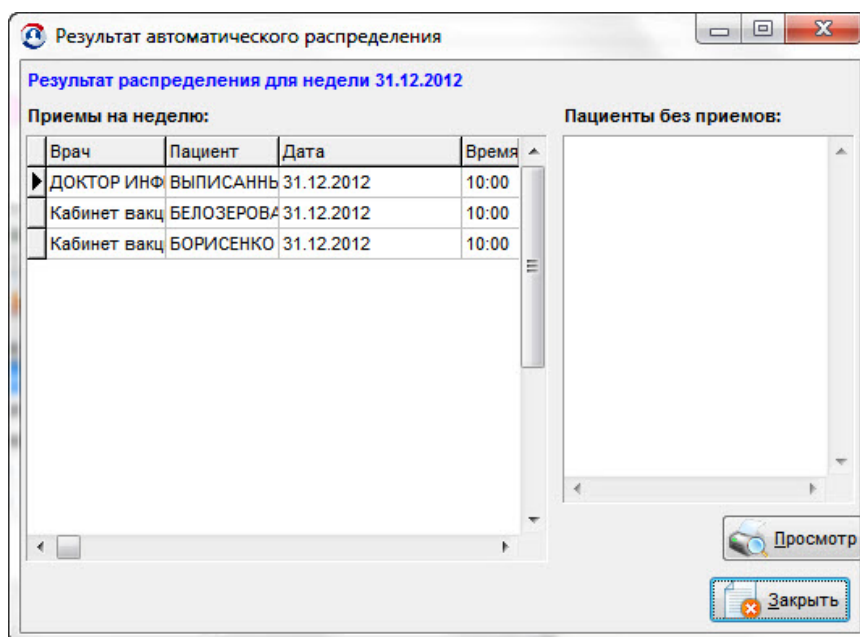 Результат автоматического распределения
Результат распределения для недели 31.12.2012
Приемы на неделю:
Пациенты без приемов:
Врач Пациент Дата Время
ДОКТОР ИНФ ВЫПИСАННЬ 31.12.2012 10:00
Кабинет вакц БЕЛОЗЕРОВА 31.12.2012 10:00
Кабинет вакц БОРИСЕНКО 31.12.2012 10:00
Просмотр
Закрыть